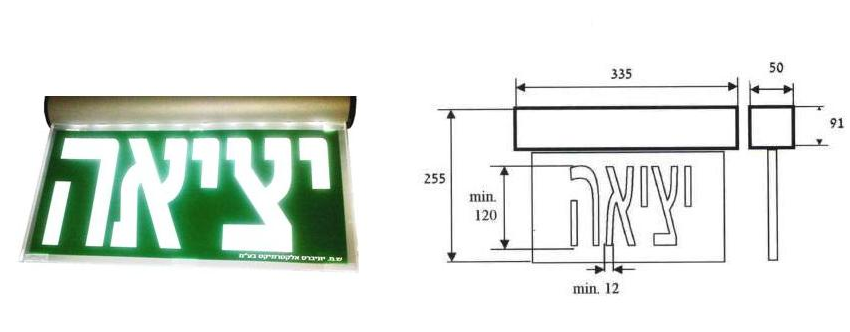 יציאה
ש.מ. יוניברס אלקטרוניקס בע"מ
335
50
91
255
min.
120
יציאה
min. 12